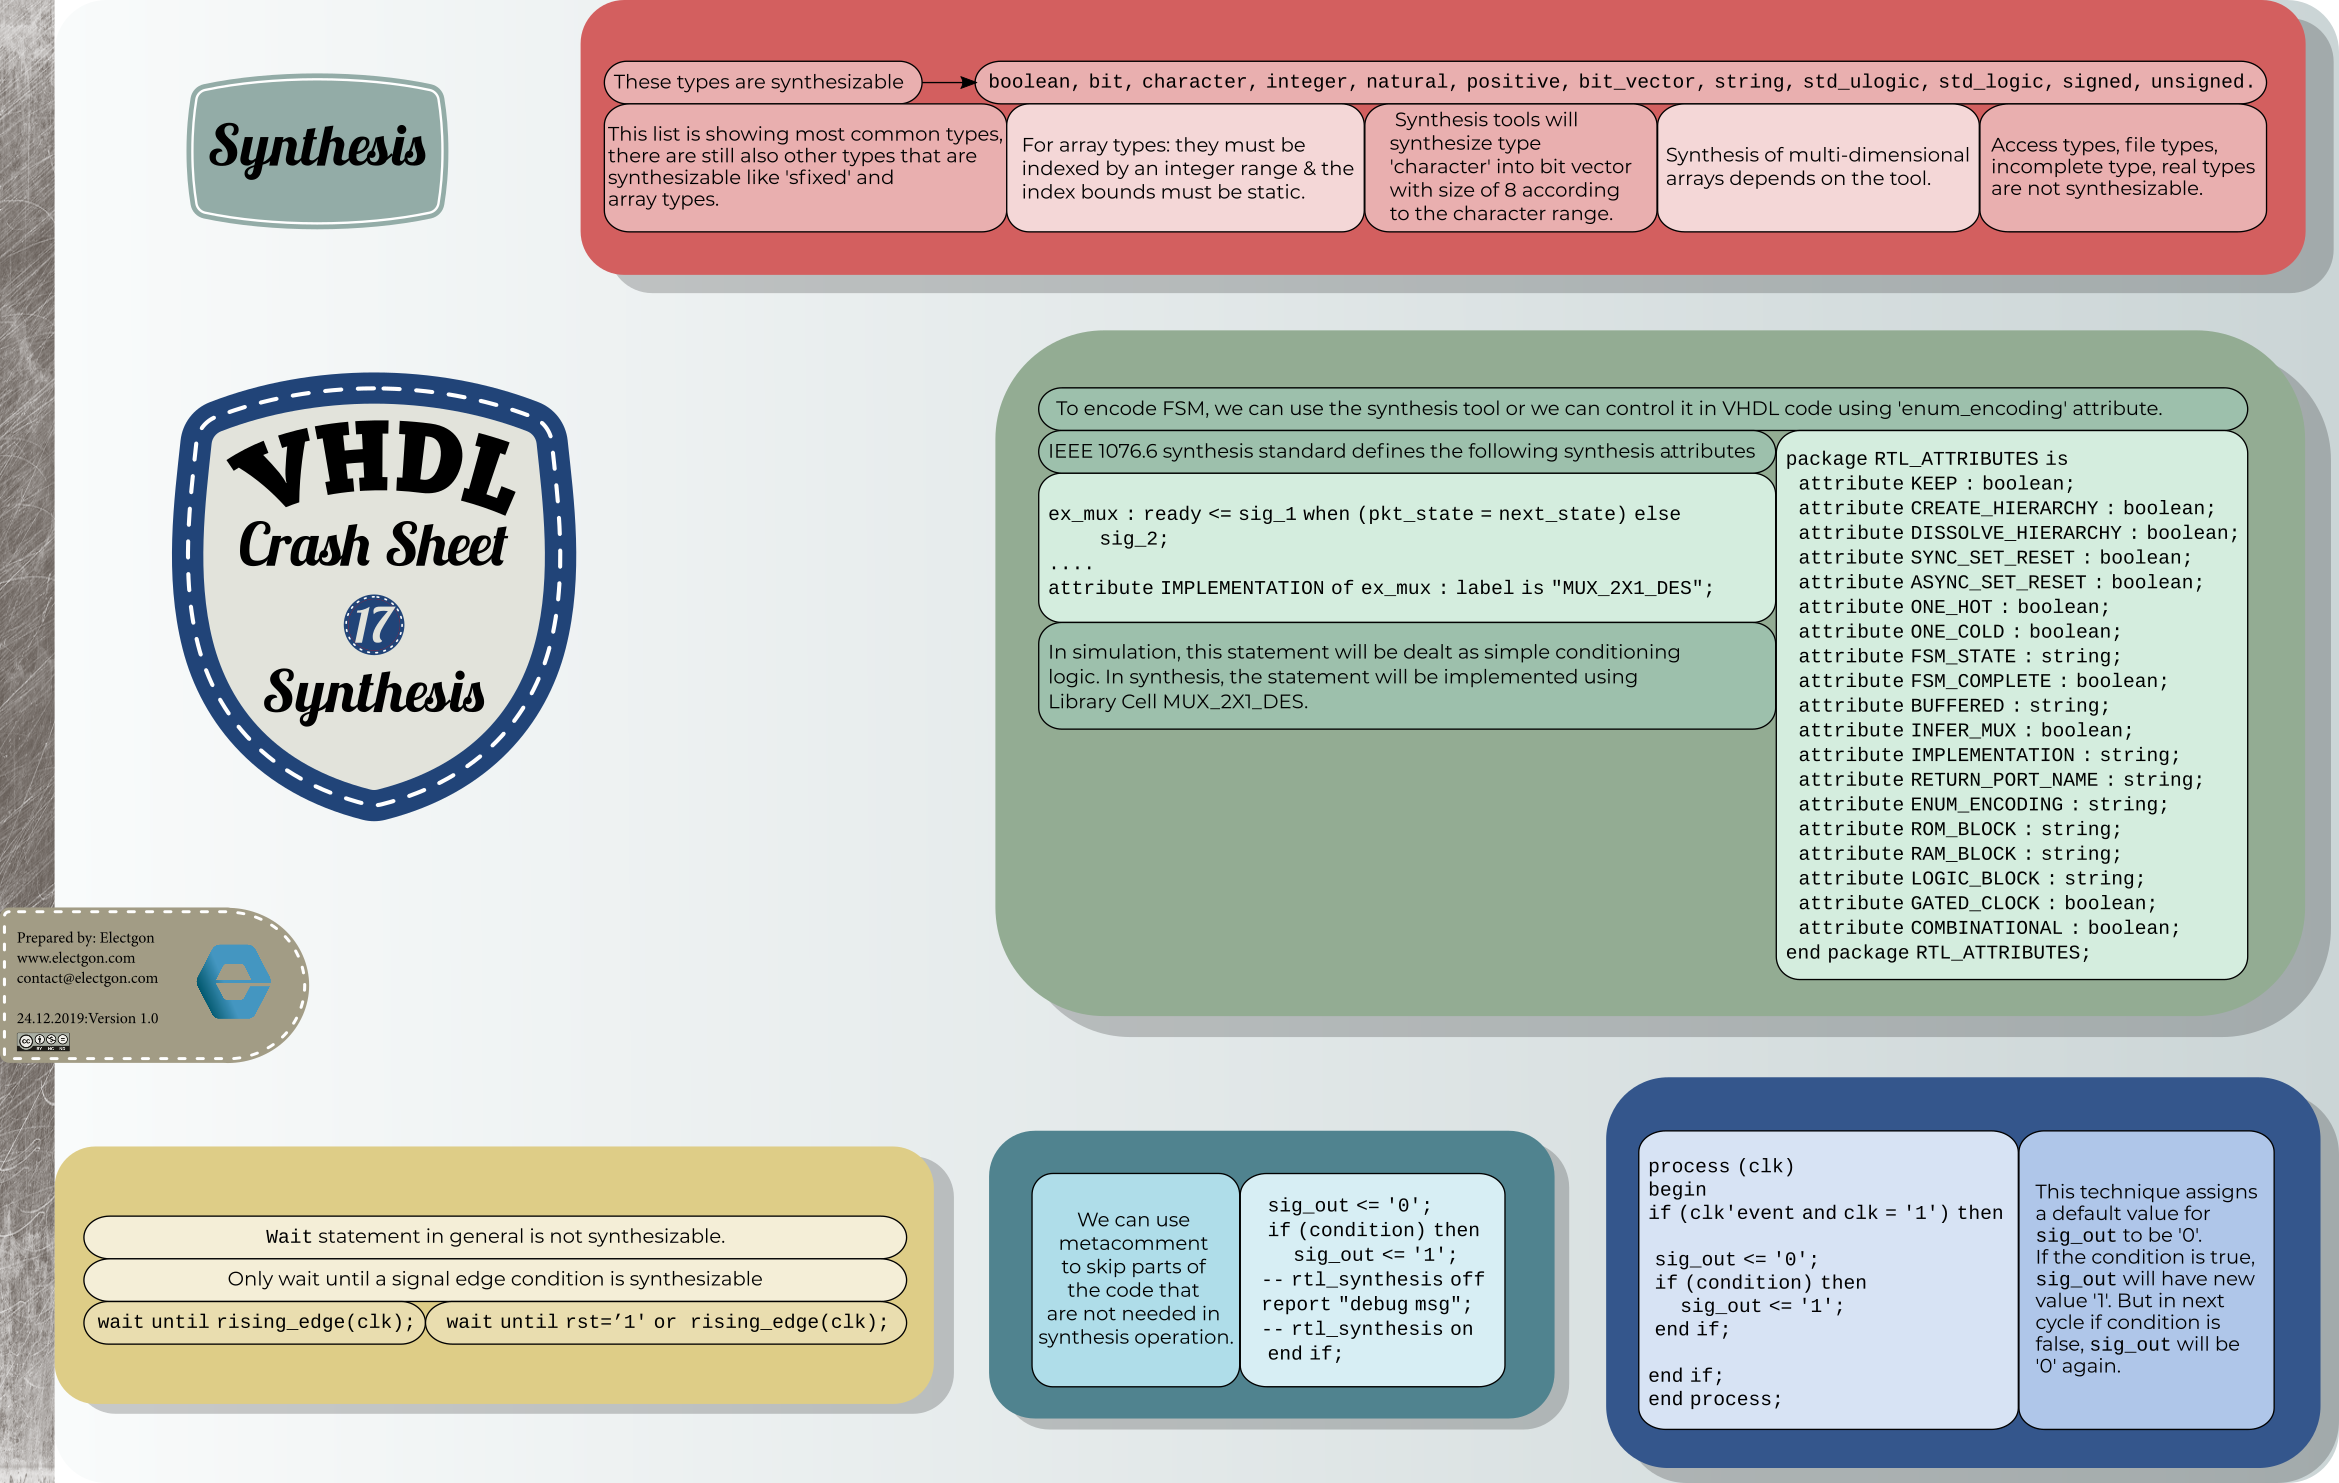 Synthesis
These types are synthesizable
boolean, bit, character, integer, natural, positive, bit_vector, string, std_ulogic, std_logic, signed, unsigned.
This list is showing most common types,
there are still also other types that are
synthesizable like 'sfixed' and
array types.
For array types: they must be
indexed by an integer range & the
index bounds must be static.
Synthesis tools will
synthesize type
'character' into bit vector
with size of 8 according
to the character range.
Synthesis of multi-dimensional
arrays depends on the tool.
Access types, file types,
incomplete type, real types
are not synthesizable.
VHDL
Crash Sheet
17
Synthesis
To encode FSM, we can use the synthesis tool or we can control it in VHDL code using 'enum_encoding' attribute.
IEEE 1076.6 synthesis standard defines the following synthesis attributes
ex_mux : ready <= sig_1 when (pkt_state = next_state) else
sig_2;
....
attribute IMPLEMENTATION of ex_mux : label is "MUX_2X1_DES";
In simulation, this statement will be dealt as simple conditioning
logic. In synthesis, the statement will be implemented using
Library Cell MUX_2X1_DES.
package RTL_ATTRIBUTES is
attribute KEEP : boolean;
attribute CREATE_HIERARCHY : boolean;
attribute DISSOLVE_HIERARCHY : boolean;
attribute SYNC_SET_RESET : boolean;
attribute ASYNC_SET_RESET : boolean;
attribute ONE_HOT : boolean;
attribute ONE_COLD : boolean;
attribute FSM_STATE : string;
attribute FSM_COMPLETE : boolean;
attribute BUFFERED : string;
attribute INFER_MUX : boolean;
attribute IMPLEMENTATION : string;
attribute RETURN_PORT_NAME : string;
attribute ENUM_ENCODING : string;
attribute ROM_BLOCK : string;
attribute RAM_BLOCK : string;
attribute LOGIC_BLOCK : string;
attribute GATED_CLOCK : boolean;
attribute COMBINATIONAL : boolean;
end package RTL_ATTRIBUTES;
Prepared by: Electgon
www.electgon.com
contact@electgon.com
24.12.2019:Version 1.0
cc
BY NC ND
Wait statement in general is not synthesizable.
Only wait until a signal edge condition is synthesizable
wait until rising_edge(clk);
wait until rst=’1' or rising_edge(clk);
We can use
metacomment
to skip parts of
the code that
are not needed in
synthesis operation.
sig_out <= '0';
if (condition) then
sig_out <= '1';
-- rtl_synthesis off
report "debug msg";
-- rtl_synthesis on
end if;
process (clk)
begin
if (clk'event and clk = '1') then
sig_out <= '0';
if (condition) then
sig_out <= '1';
end if;
end if;
end process;
This technique assigns
a default value for
sig_out to be '0'.
If the condition is true,
sig_out will have new
value '1'. But in next
cycle if condition is
false, sig_out will be
'0' again.